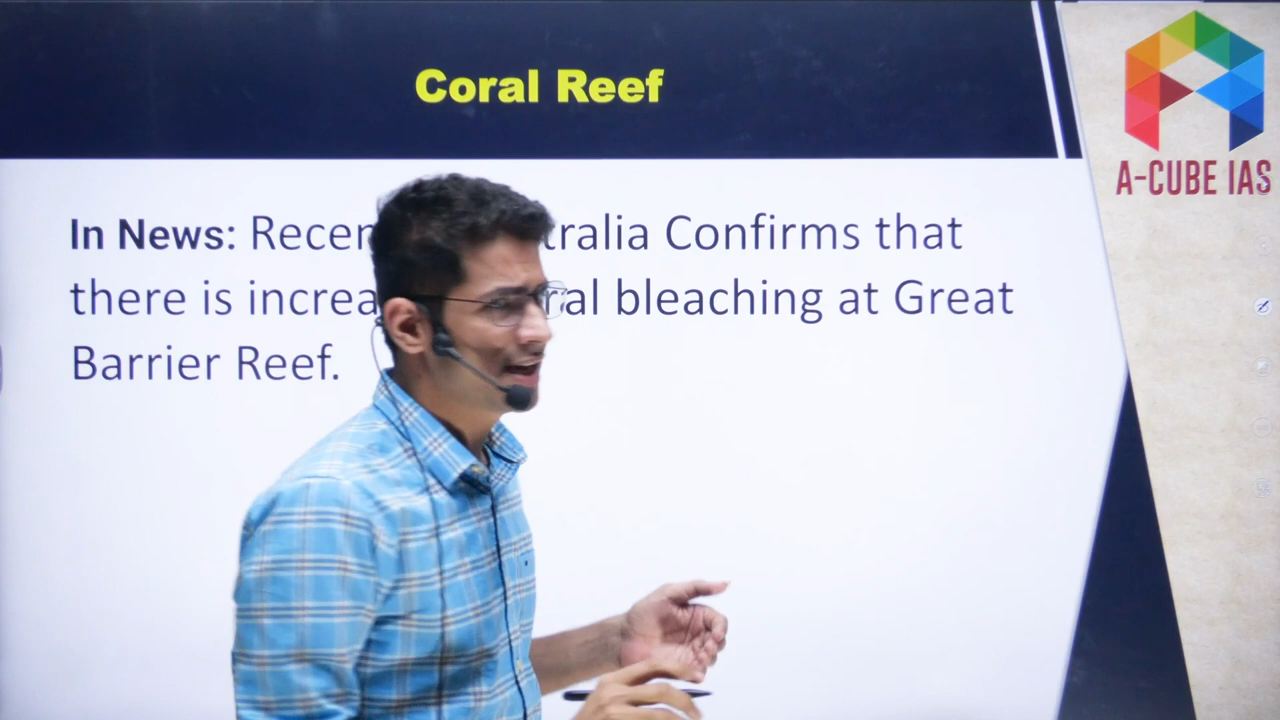 Coral Reef
A-CUBE IAS
In News: Recen tralia Confirms that
there is increa ral bleaching at Great
Barrier Reef.